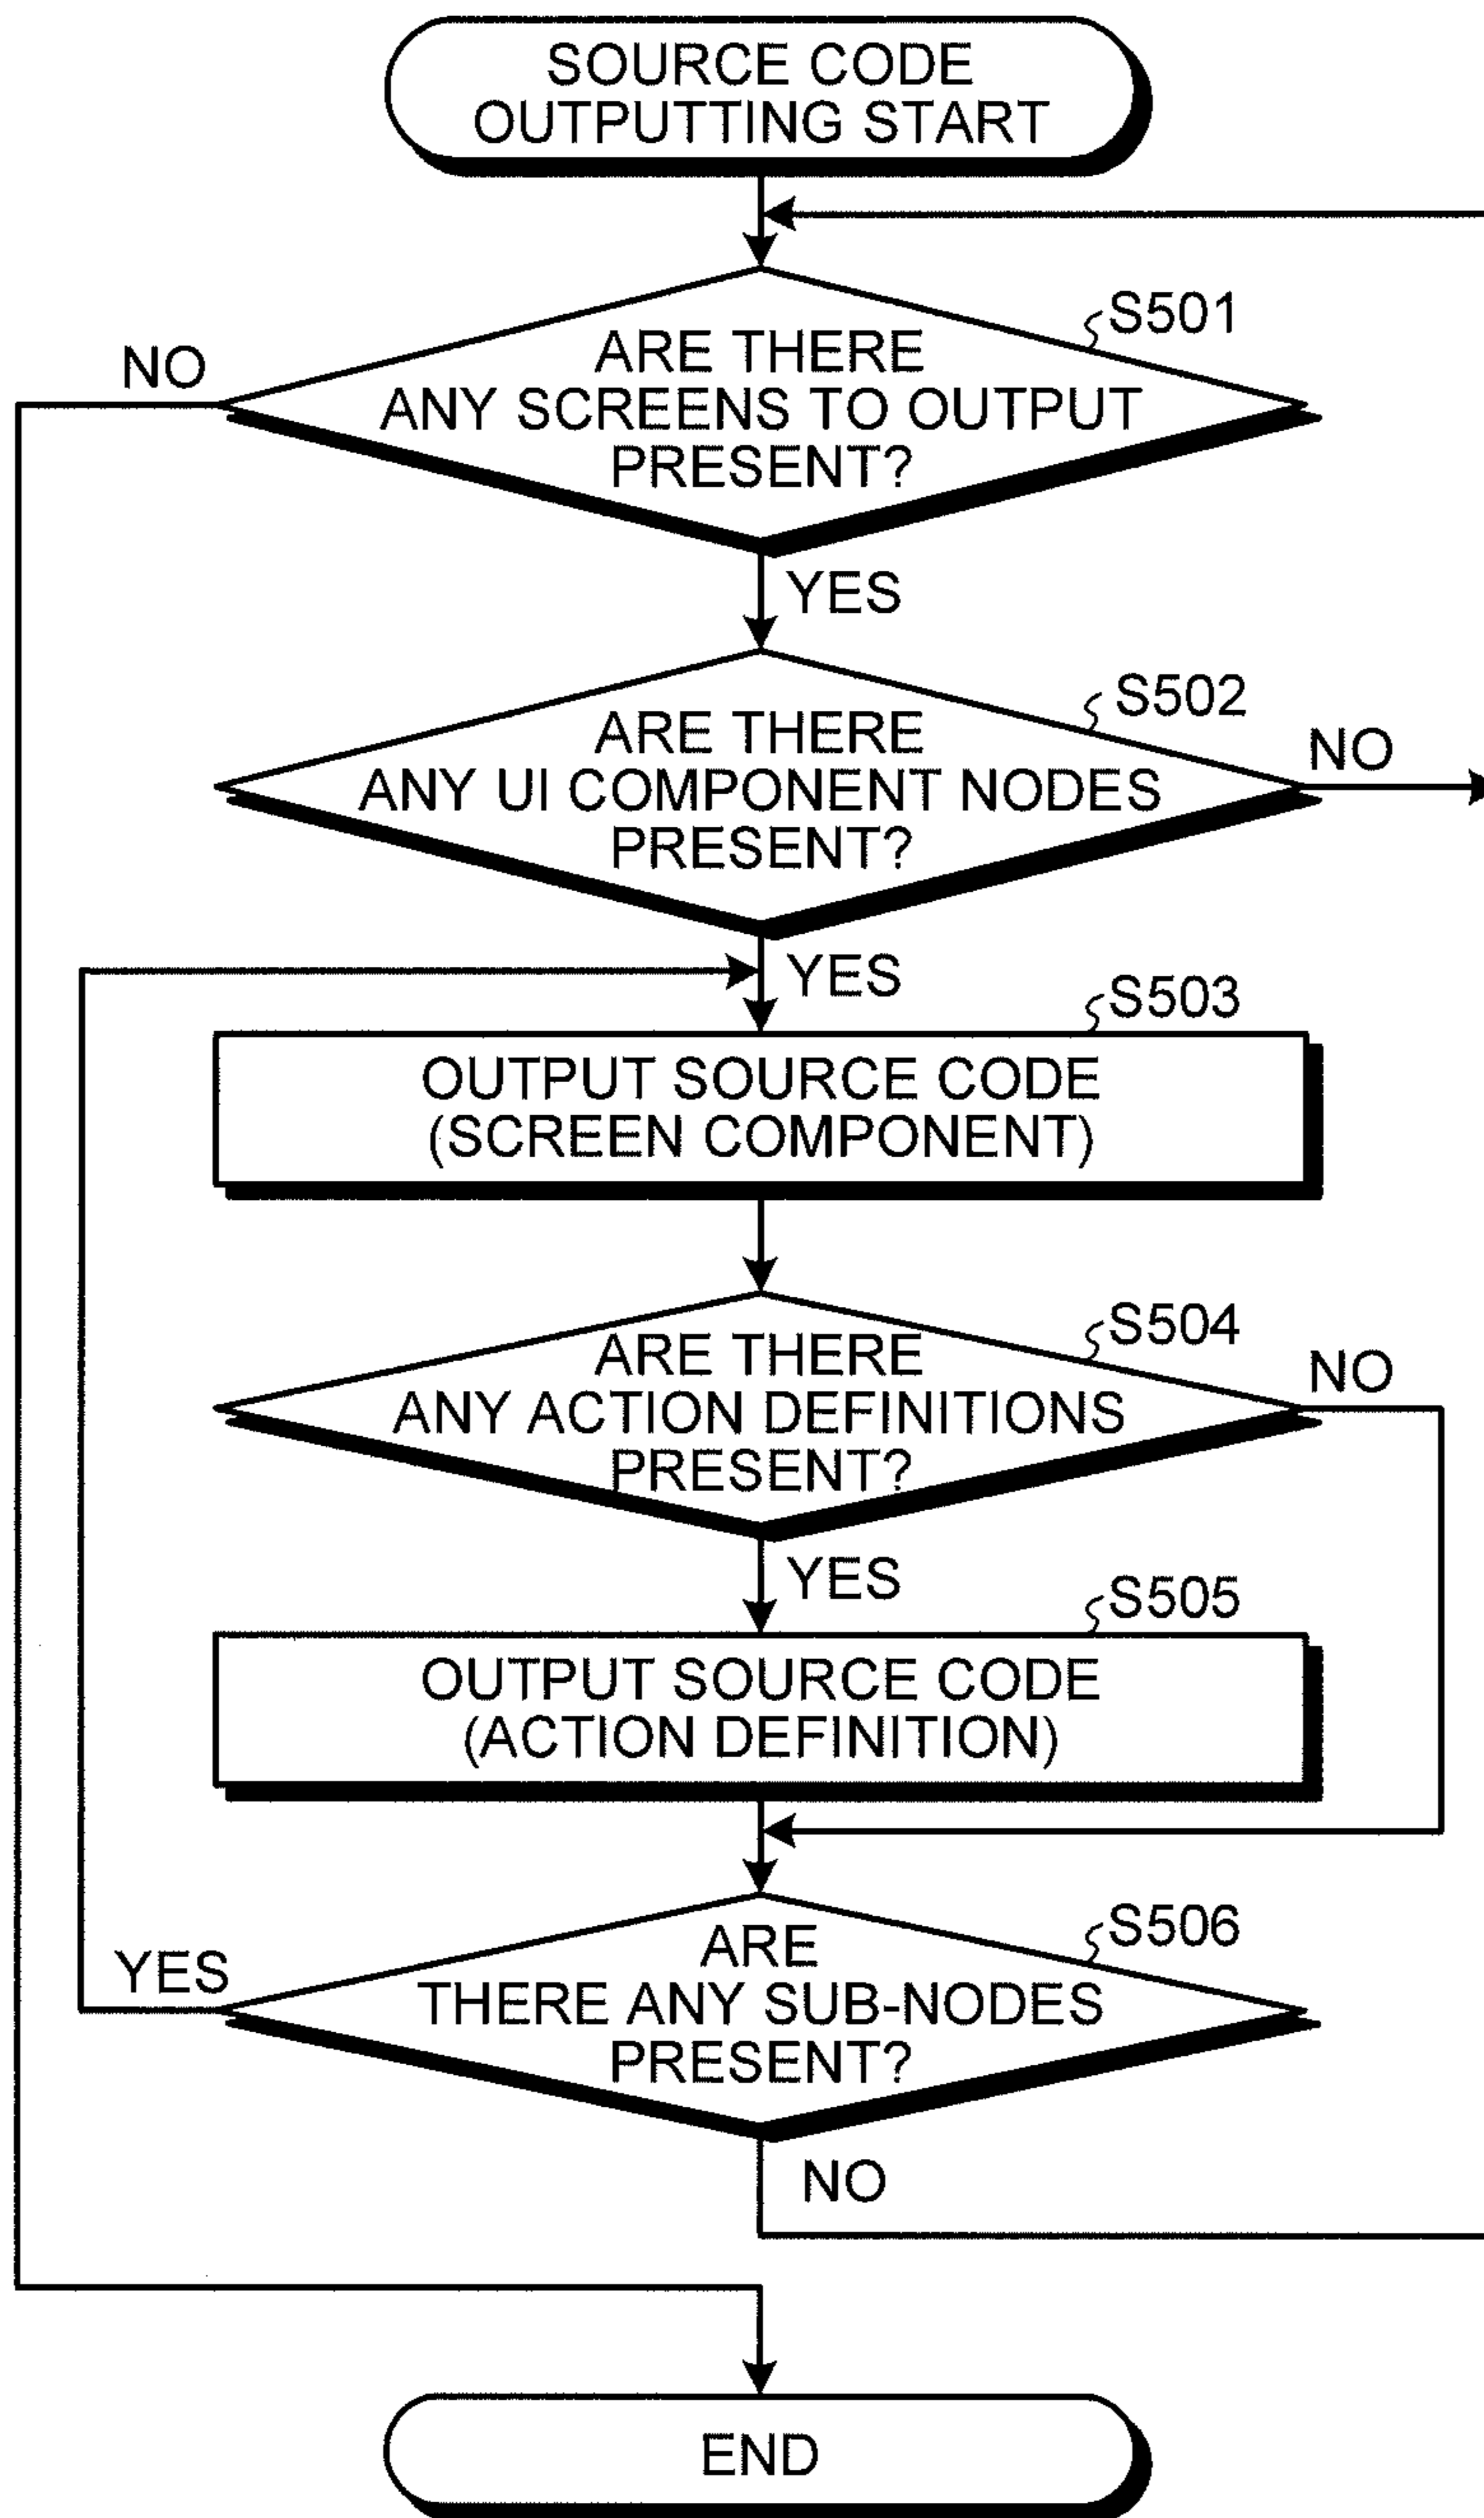 SOURCE CODE
OUTPUTTING START
S501
NO
ARE THERE
ANY SCREENS TO OUTPUT
PRESENT?
YES
S502
ARE THERE
NO
ANY UI COMPONENT NODES
PRESENT?
YES
S503
OUTPUT SOURCE CODE
(SCREEN COMPONENT)
S504
ARE THERE
NO
ANY ACTION DEFINITIONS
PRESENT?
YES
S505
OUTPUT SOURCE CODE
(ACTION DEFINITION)
S506
ARE
YES
THERE ANY SUB-NODES
PRESENT?
NO
END